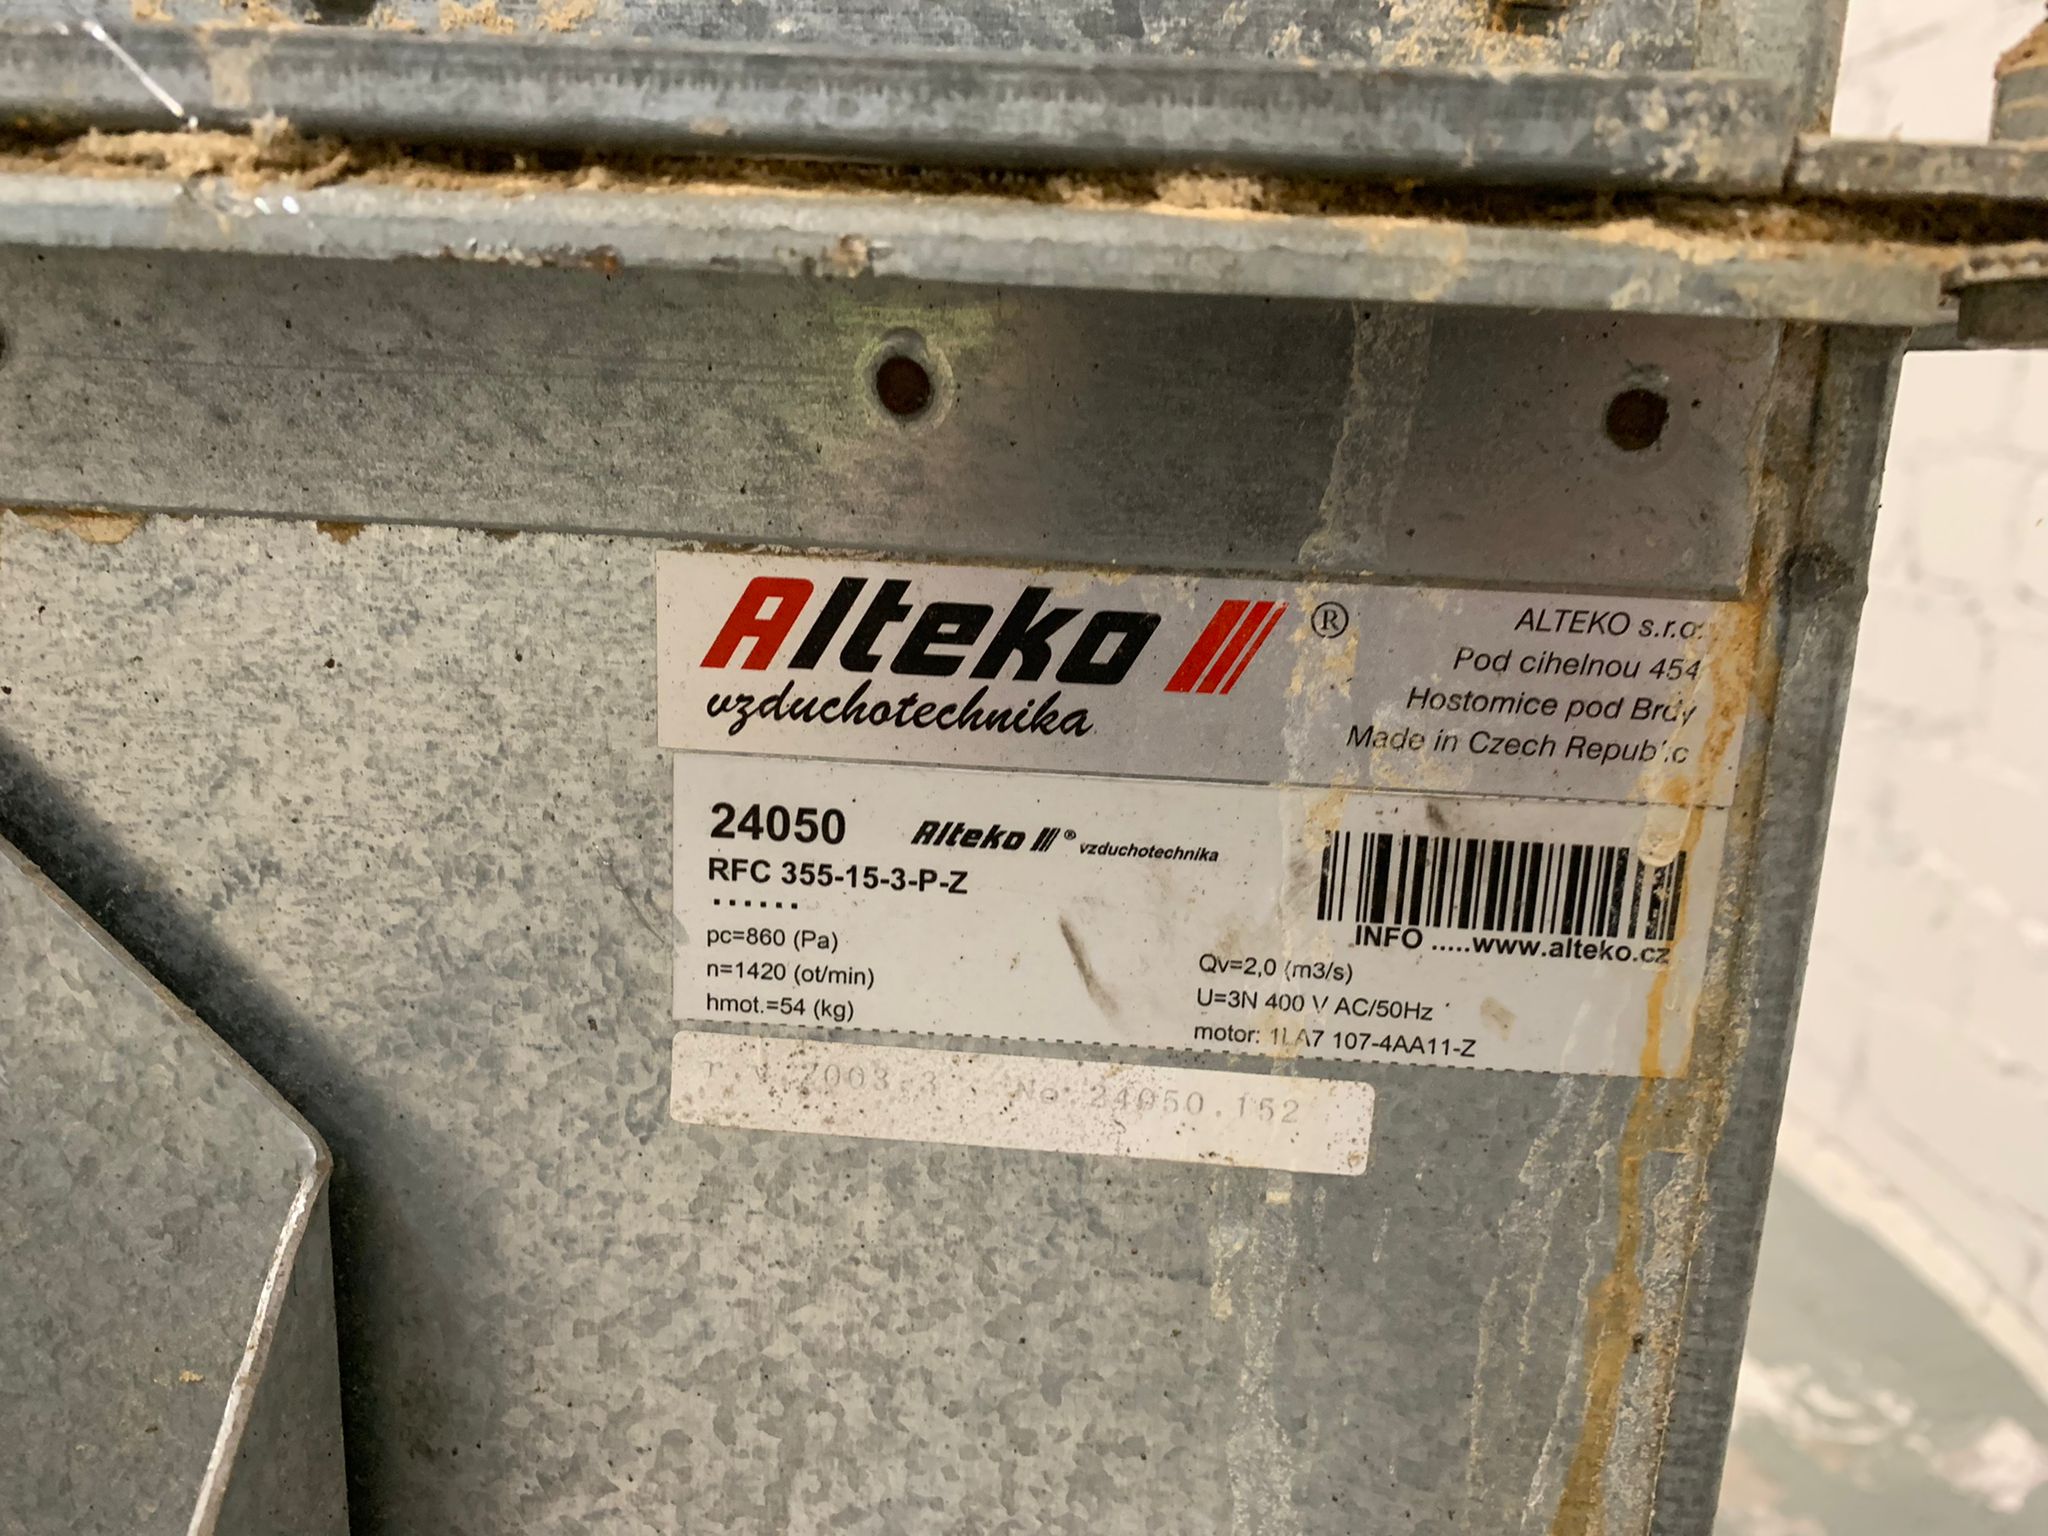 Alteko ®
vzduchotechnika
ALTEKO s.r.o.
Pod cihelnou 454
Hostomice pod Brdy
Made in Czech Republic
24050 Alteko ® vzduchotechnika
RFC 355-15-3-P-Z
......
INFO .....www.alteko.cz
pc=860 (Pa)
n=1420 (ot/min)
hmot.=54 (kg)
Qv=2,0 (m3/s)
U=3N 400 V AC/50Hz
motor: 1LA7 107-4AA11-Z
r.v. 2003.3 No.24050.152